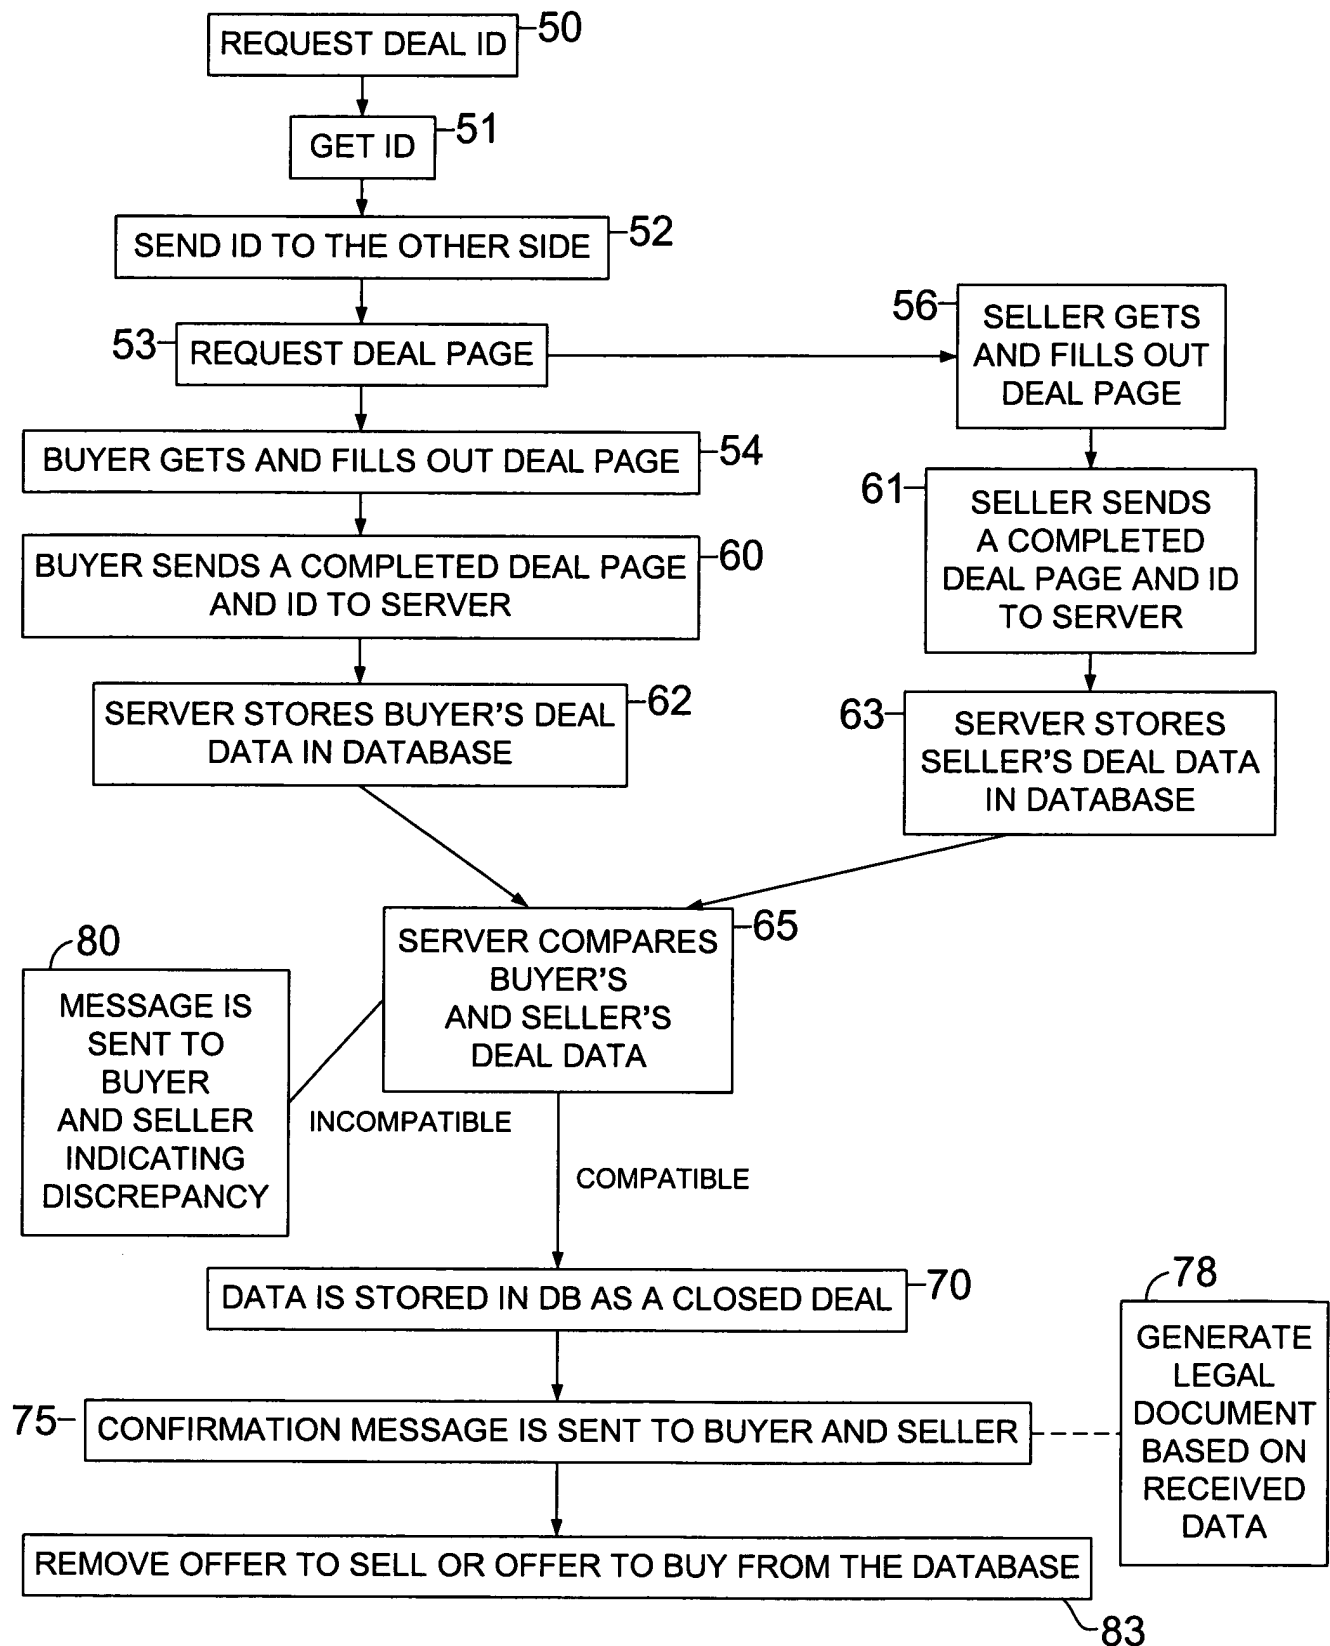 REQUEST DEAL ID
50
GET ID
51
SEND ID TO THE OTHER SIDE
52
53
REQUEST DEAL PAGE
56
SELLER GETS
AND FILLS OUT
DEAL PAGE
BUYER GETS AND FILLS OUT DEAL PAGE
54
61
SELLER SENDS
A COMPLETED
DEAL PAGE AND ID
TO SERVER
BUYER SENDS A COMPLETED DEAL PAGE
AND ID TO SERVER
60
SERVER STORES BUYER'S DEAL
DATA IN DATABASE
62
63
SERVER STORES
SELLER'S DEAL DATA
IN DATABASE
SERVER COMPARES
BUYER'S
AND SELLER'S
DEAL DATA
65
80
MESSAGE IS
SENT TO
BUYER
AND SELLER
INDICATING
DISCREPANCY
INCOMPATIBLE
COMPATIBLE
DATA IS STORED IN DB AS A CLOSED DEAL
70
78
GENERATE
LEGAL
DOCUMENT
BASED ON
RECEIVED
DATA
75
CONFIRMATION MESSAGE IS SENT TO BUYER AND SELLER
REMOVE OFFER TO SELL OR OFFER TO BUY FROM THE DATABASE
83